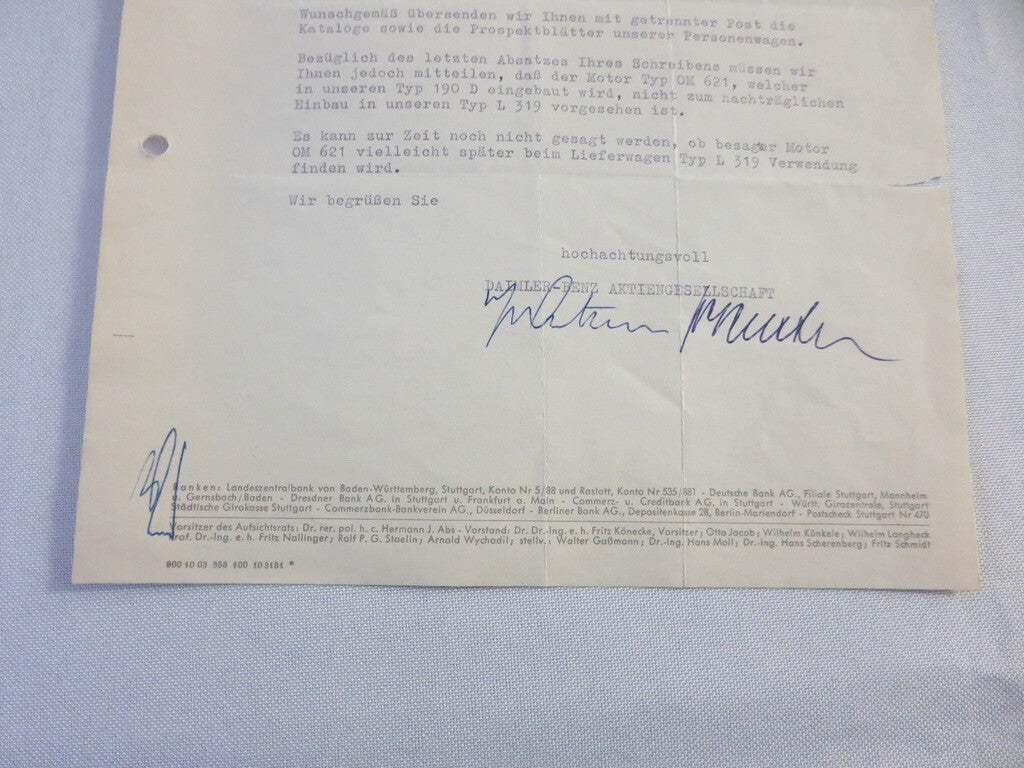 Wunschgemäß übersenden wir Ihnen mit getrennter Post die
Kataloge sowie die Prospektblätter unserer Personenwagen.
Bezüglich des letzten Absatzes Ihres Schreibens müssen wir
Ihnen jedoch mitteilen, daß der Motor Typ OM 621, welcher
in unseren Typ 190 D eingebaut wird, nicht zum nachträglichen
Einbau in unseren Typ L 319 vorgesehen ist.
Es kann zur Zeit noch nicht gesagt werden, ob besagter Motor
OM 621 vielleicht später beim Lieferwagen Typ L 319 Verwendung
finden wird.
Wir begrüßen Sie
hochachtungsvoll
DAIMLER-BENZ AKTIENGESELLSCHAFT
Banken: Landeszentralbank von Baden-Württemberg, Stuttgart, Konto Nr 5/88 und Rastatt, Konto Nr 535/881 - Deutsche Bank AG., Filiale Stuttgart, Mannheim
u. Gernsbach/Baden - Dresdner Bank AG. in Stuttgart u. Frankfurt a. Main - Commerz- u. Creditbank AG. in Stuttgart - Württ. Girozentrale, Stuttgart
Städtische Girokasse Stuttgart - Commerzbank-Bankverein AG., Düsseldorf - Berliner Bank AG., Depositenkasse 28, Berlin-Mariendorf - Postscheck Stuttgart Nr 470
Vorsitzer des Aufsichtsrats: Dr. rer. pol. h. c. Hermann J. Abs - Vorstand: Dr. Dr.-Ing. e. h. Fritz Könecke, Vorsitzer; Otto Jacob; Wilhelm Künkele; Wilhelm Langheck
Prof. Dr.-Ing. e. h. Fritz Nallinger; Rolf P. G. Staelin; Arnold Wychodil; stellv.: Walter Gaßmann; Dr.-Ing. Hans Moll; Dr.-Ing. Hans Scherenberg; Fritz Schmidt
800 10 03 358 100 103181 *